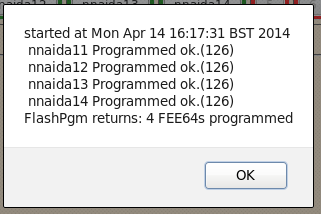 started at Mon Apr 14 16:17:31 BST 2014
nnaida11 Programmed ok.(126)
nnaida12 Programmed ok.(126)
nnaida13 Programmed ok.(126)
nnaida14 Programmed ok.(126)
FlashPgm returns: 4 FEE64s programmed
OK